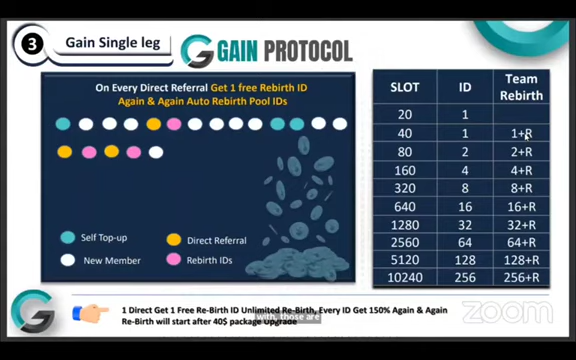 3
Gain Single leg
GAIN PROTOCOL
On Every Direct Referral Get 1 free Rebirth ID
Again & Again Auto Rebirth Pool IDs
Self Top-up
Direct Referral
New Member
Rebirth IDs
SLOT ID Team Rebirth
20 1
40 1 1+R
80 2 2+R
160 4 4+R
320 8 8+R
640 16 16+R
1280 32 32+R
2560 64 64+R
5120 128 128+R
10240 256 256+R
1 Direct Get 1 Free Re-Birth ID Unlimited Re-Birth, Every ID Get 150% Again & Again
Re-Birth will start after 40$ package Upgrade
with, those are
zoom